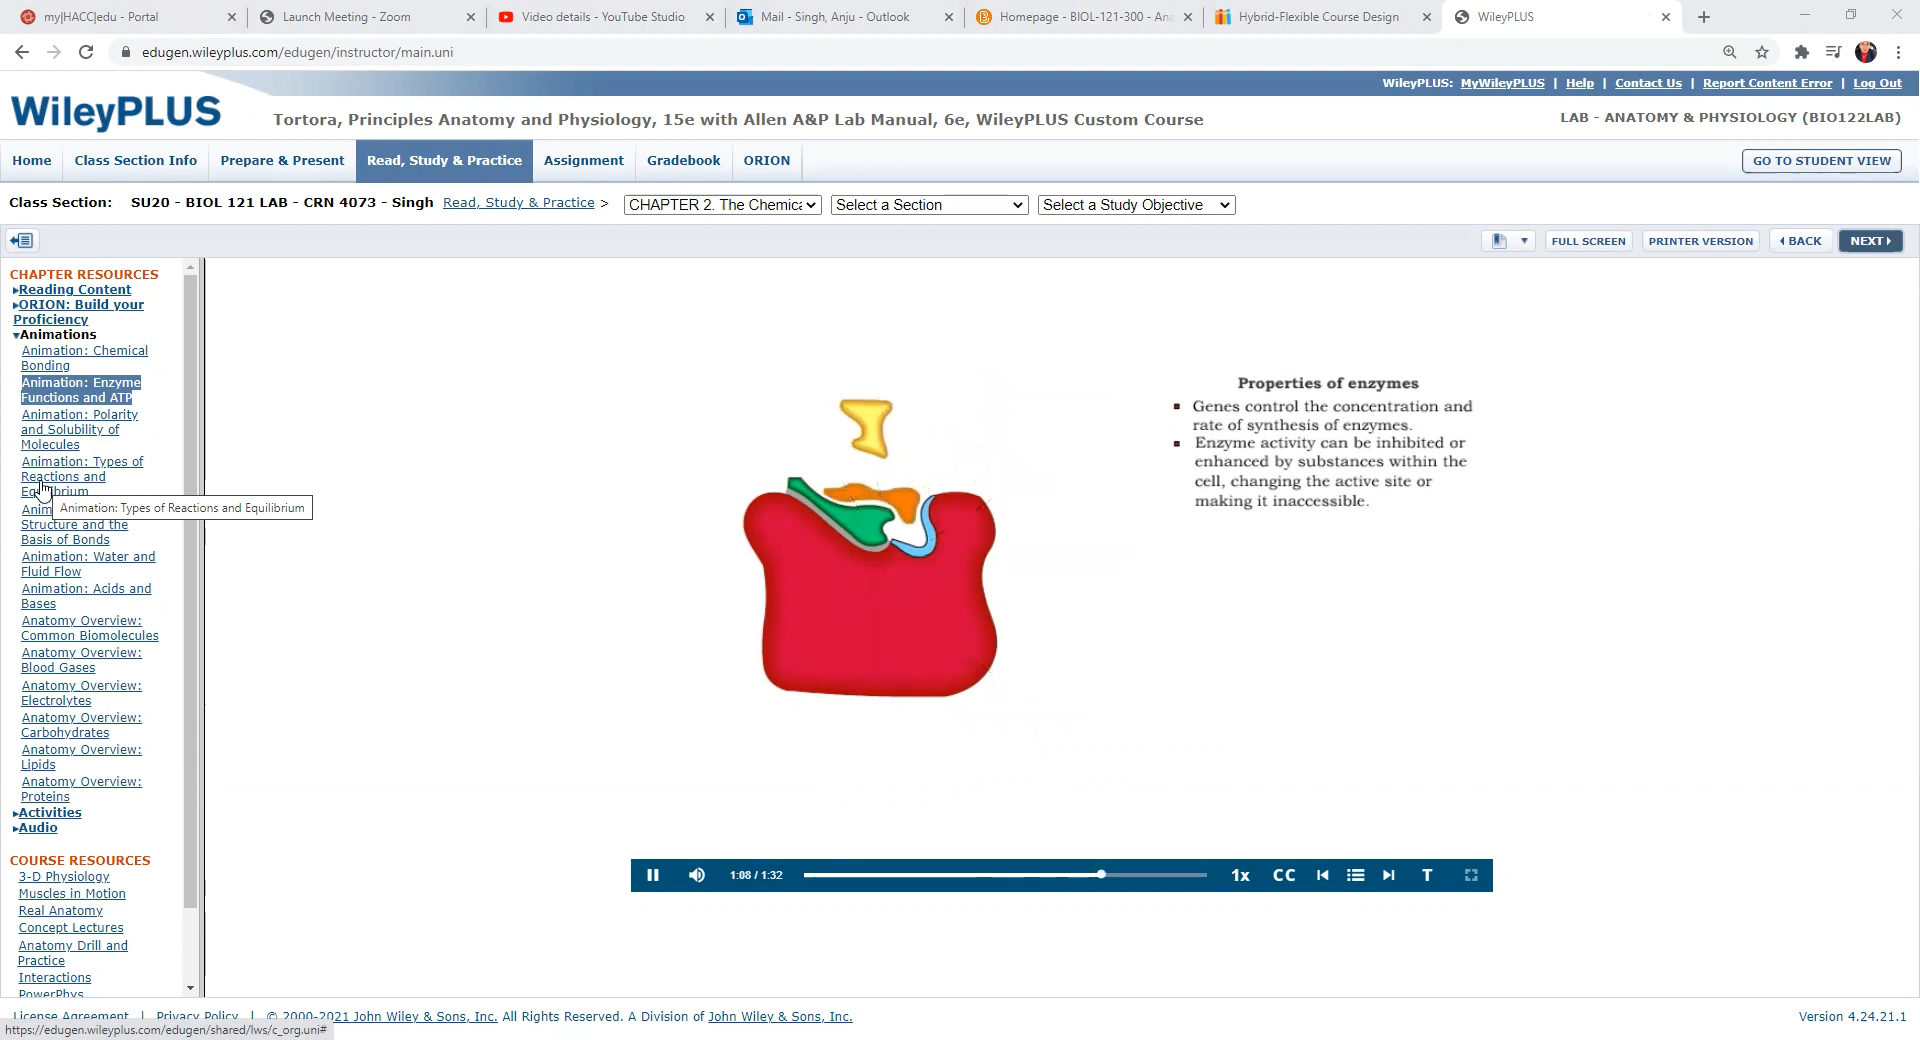 my|HACC|edu - Portal
Launch Meeting - Zoom
Video details - YouTube Studio
Mail - Singh, Anju - Outlook
Homepage - BIOL-121-300 - Ana
Hybrid-Flexible Course Design
WileyPLUS
edugen.wileyplus.com/edugen/instructor/main.uni
WileyPLUS: MyWileyPLUS | Help | Contact Us | Report Content Error | Log Out
WileyPLUS
Tortora, Principles Anatomy and Physiology, 15e with Allen A&P Lab Manual, 6e, WileyPLUS Custom Course
LAB - ANATOMY & PHYSIOLOGY (BIO122LAB)
Home
Class Section Info
Prepare & Present
Read, Study & Practice
Assignment
Gradebook
ORION
GO TO STUDENT VIEW
Class Section: SU20 - BIOL 121 LAB - CRN 4073 - Singh Read, Study & Practice >
CHAPTER 2. The Chemica
Select a Section
Select a Study Objective
FULL SCREEN
PRINTER VERSION
BACK
NEXT
CHAPTER RESOURCES
Reading Content
ORION: Build your
Proficiency
Animations
Animation: Chemical
Bonding
Animation: Enzyme
Functions and ATP
Animation: Polarity
and Solubility of
Molecules
Animation: Types of
Reactions and
Animation: Types of Reactions and Equilibrium
Structure and the
Basis of Bonds
Animation: Water and
Fluid Flow
Animation: Acids and
Bases
Anatomy Overview:
Common Biomolecules
Anatomy Overview:
Blood Gases
Anatomy Overview:
Electrolytes
Anatomy Overview:
Carbohydrates
Anatomy Overview:
Lipids
Anatomy Overview:
Proteins
Activities
Audio
COURSE RESOURCES
3-D Physiology
Muscles in Motion
Real Anatomy
Concept Lectures
Anatomy Drill and
Practice
Interactions
PowerPhys
Properties of enzymes
Genes control the concentration and
rate of synthesis of enzymes.
Enzyme activity can be inhibited or
enhanced by substances within the
cell, changing the active site or
making it inaccessible.
1:08 / 1:32
1x
CC
T
License Agreement | Privacy Policy | © 2000-2021 John Wiley & Sons, Inc. All Rights Reserved. A Division of John Wiley & Sons, Inc.
Version 4.24.21.1
https://edugen.wileyplus.com/edugen/shared/lws/c_org.uni#